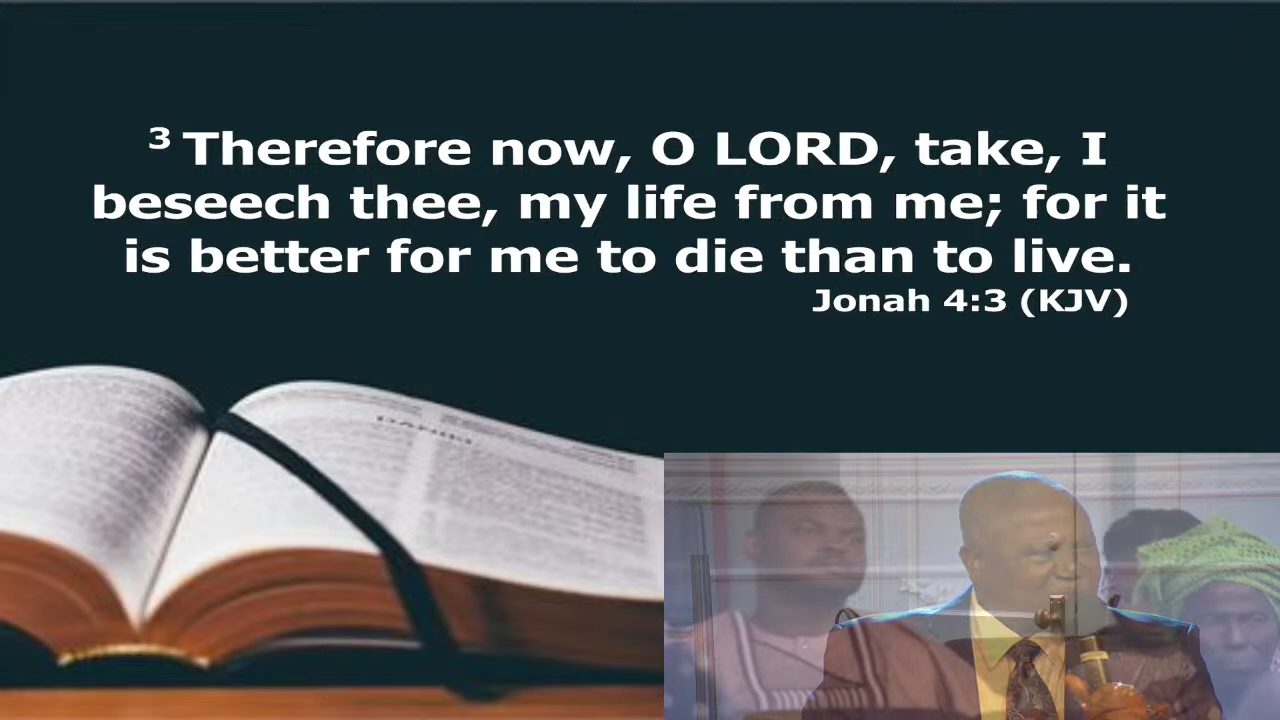 3 Therefore now, O LORD, take, I
beseech thee, my life from me; for it
is better for me to die than to live.
Jonah 4:3 (KJV)